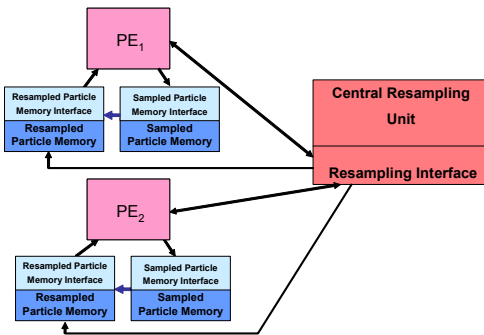 PE1
Resampled Particle
Memory Interface
Resampled
Particle Memory
Sampled Particle
Memory Interface
Sampled
Particle Memory
Central Resampling
Unit
Resampling Interface
PE2
Resampled Particle
Memory Interface
Resampled
Particle Memory
Sampled Particle
Memory Interface
Sampled
Particle Memory